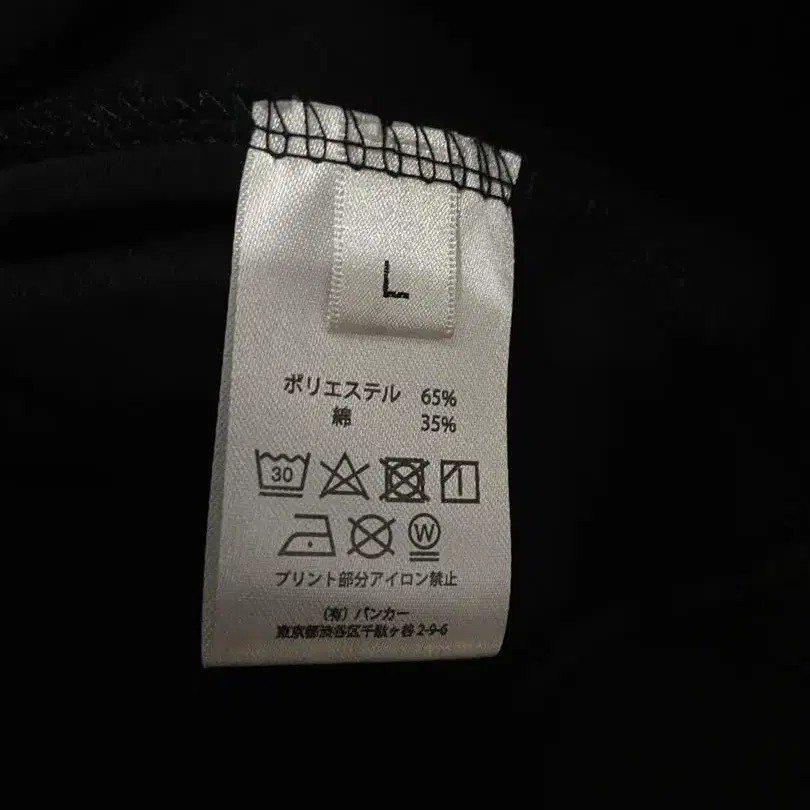 L
ポリエステル 65%
綿 35%
30
W
プリント部分アイロン禁止
(有) バンカー
東京都渋谷区千駄ヶ谷 2-9-6